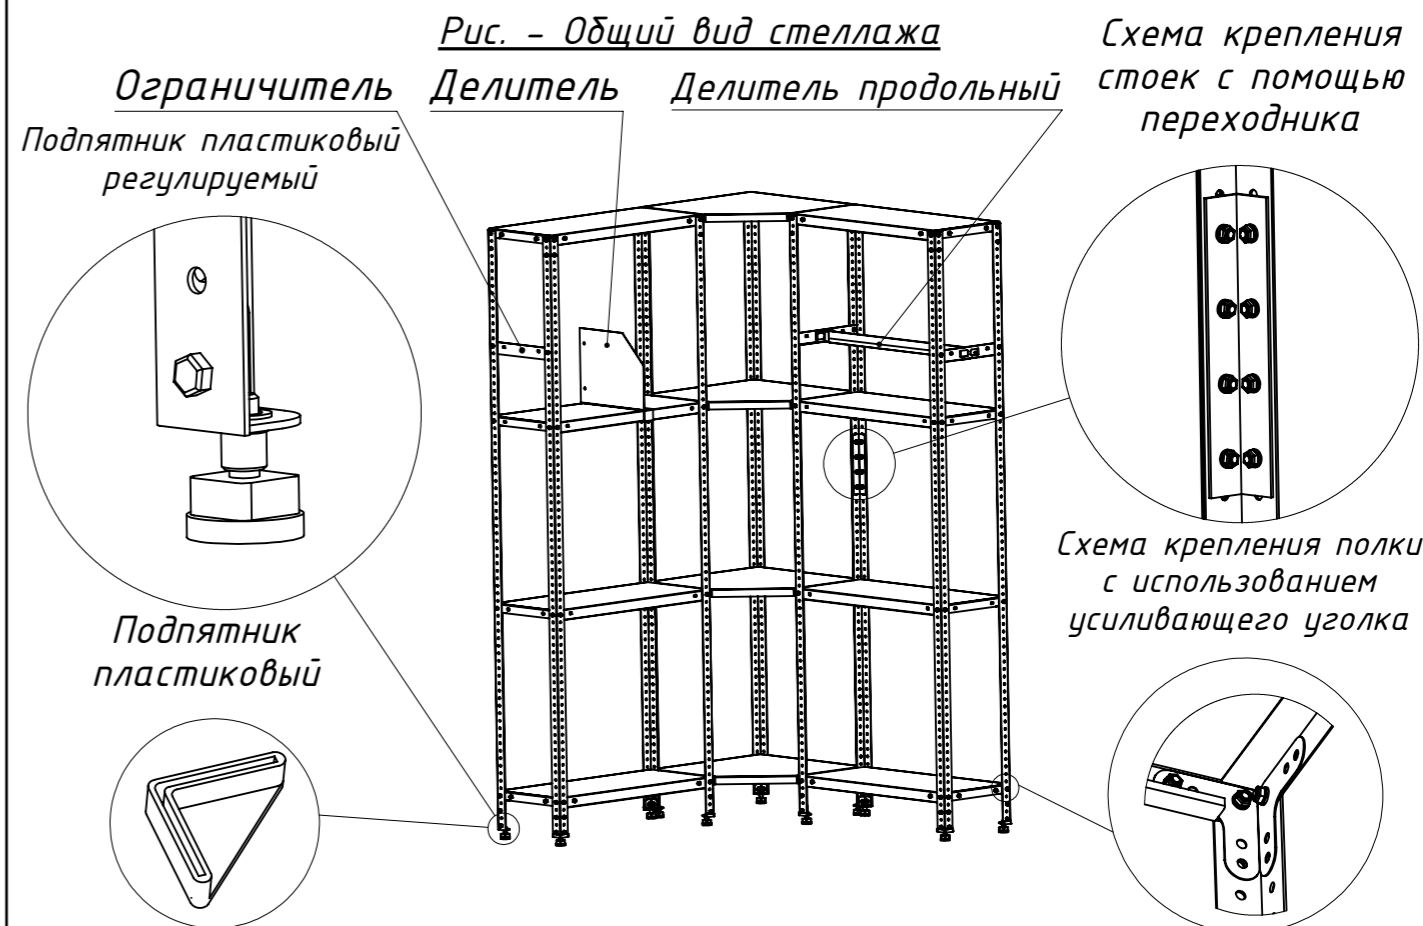 Рис. - Общий вид стеллажа
Ограничитель
Делитель
Делитель продольный
Схема крепления
стоек с помощью
переходника
Подпятник пластиковый
регулируемый
Схема крепления полки
с использованием
усиливающего уголка
Подпятник
пластиковый